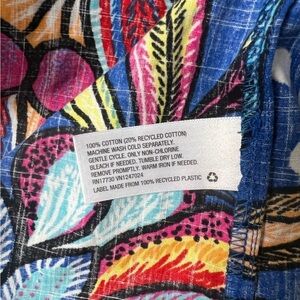 100% COTTON (20% RECYCLED COTTON)
MACHINE WASH COLD SEPARATELY.
GENTLE CYCLE. ONLY NON-CHLORINE
BLEACH IF NEEDED. TUMBLE DRY LOW
REMOVE PROMPTLY. WARM IRON IF NEEDED.
RN17730 VN1247024
LABEL MADE FROM 100% RECYCLED PLASTIC